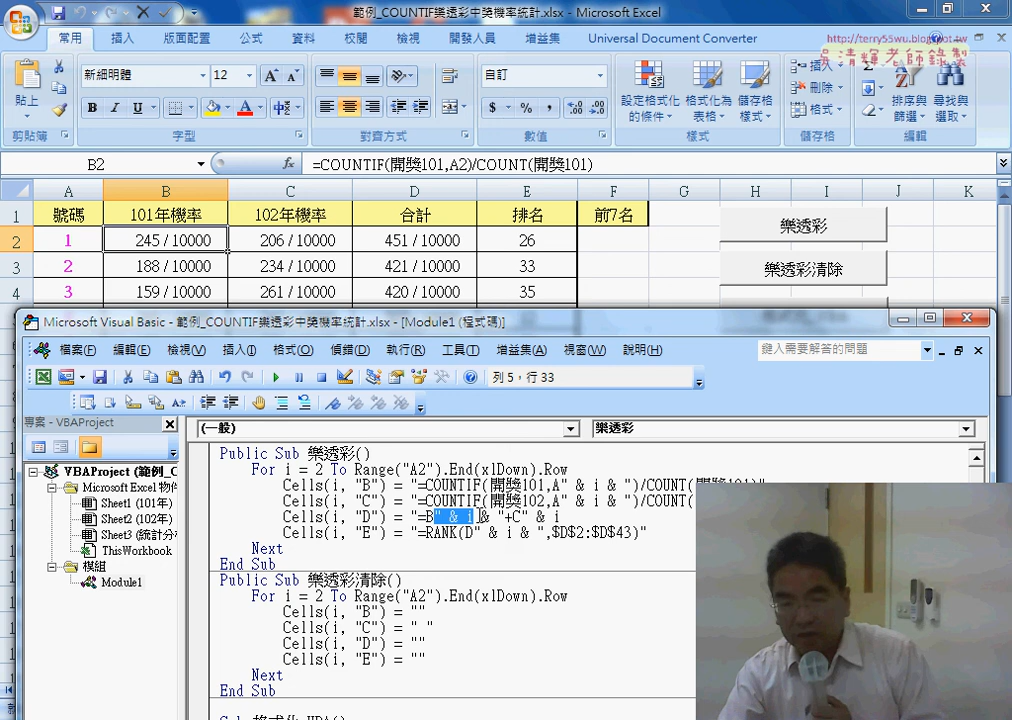 範例_COUNTIF樂透彩中獎機率統計.xlsx - Microsoft Excel
常用 插入 版面配置 公式 資料 校閱 檢視 開發人員 增益集 Universal Document Converter
http://terry55wu.blogspot.tw
吳清輝老師錄製
貼上 新細明體 12 自訂
設定格式化的條件 格式化為表格 儲存格樣式 插入 刪除 格式 排序與篩選 尋找與選取
剪貼簿 字型 對齊方式 數值 樣式 儲存格 編輯
B2 fx =COUNTIF(開獎101,A2)/COUNT(開獎101)
A B C D E F G H I J K
1 號碼 101年機率 102年機率 合計 排名 前7名 樂透彩
2 1 245 / 10000 206 / 10000 451 / 10000 26
3 2 188 / 10000 234 / 10000 421 / 10000 33 樂透彩清除
4 3 159 / 10000 261 / 10000 420 / 10000 35
Microsoft Visual Basic - 範例_COUNTIF樂透彩中獎機率統計.xlsx - [Module1 (程式碼)]
檔案(F) 編輯(E) 檢視(V) 插入(I) 格式(O) 偵錯(D) 執行(R) 工具(T) 增益集(A) 視窗(W) 說明(H) 鍵入需要解答的問題
列 5，行 33
專案 - VBAProject
(一般) 樂透彩
VBAProject (範例_C
Microsoft Excel 物件
Sheet1 (101年)
Sheet2 (102年)
Sheet3 (統計分
ThisWorkbook
模組
Module1
Public Sub 樂透彩()
For i = 2 To Range("A2").End(xlDown).Row
Cells(i, "B") = "=COUNTIF(開獎101,A" & i & ")/COUNT(開獎101)"
Cells(i, "C") = "=COUNTIF(開獎102,A" & i & ")/COUNT(
Cells(i, "D") = "=B" & i & "+C" & i
Cells(i, "E") = "=RANK(D" & i & ",$D$2:$D$43)"
Next
End Sub
Public Sub 樂透彩清除()
For i = 2 To Range("A2").End(xlDown).Row
Cells(i, "B") = ""
Cells(i, "C") = " "
Cells(i, "D") = ""
Cells(i, "E") = ""
Next
End Sub